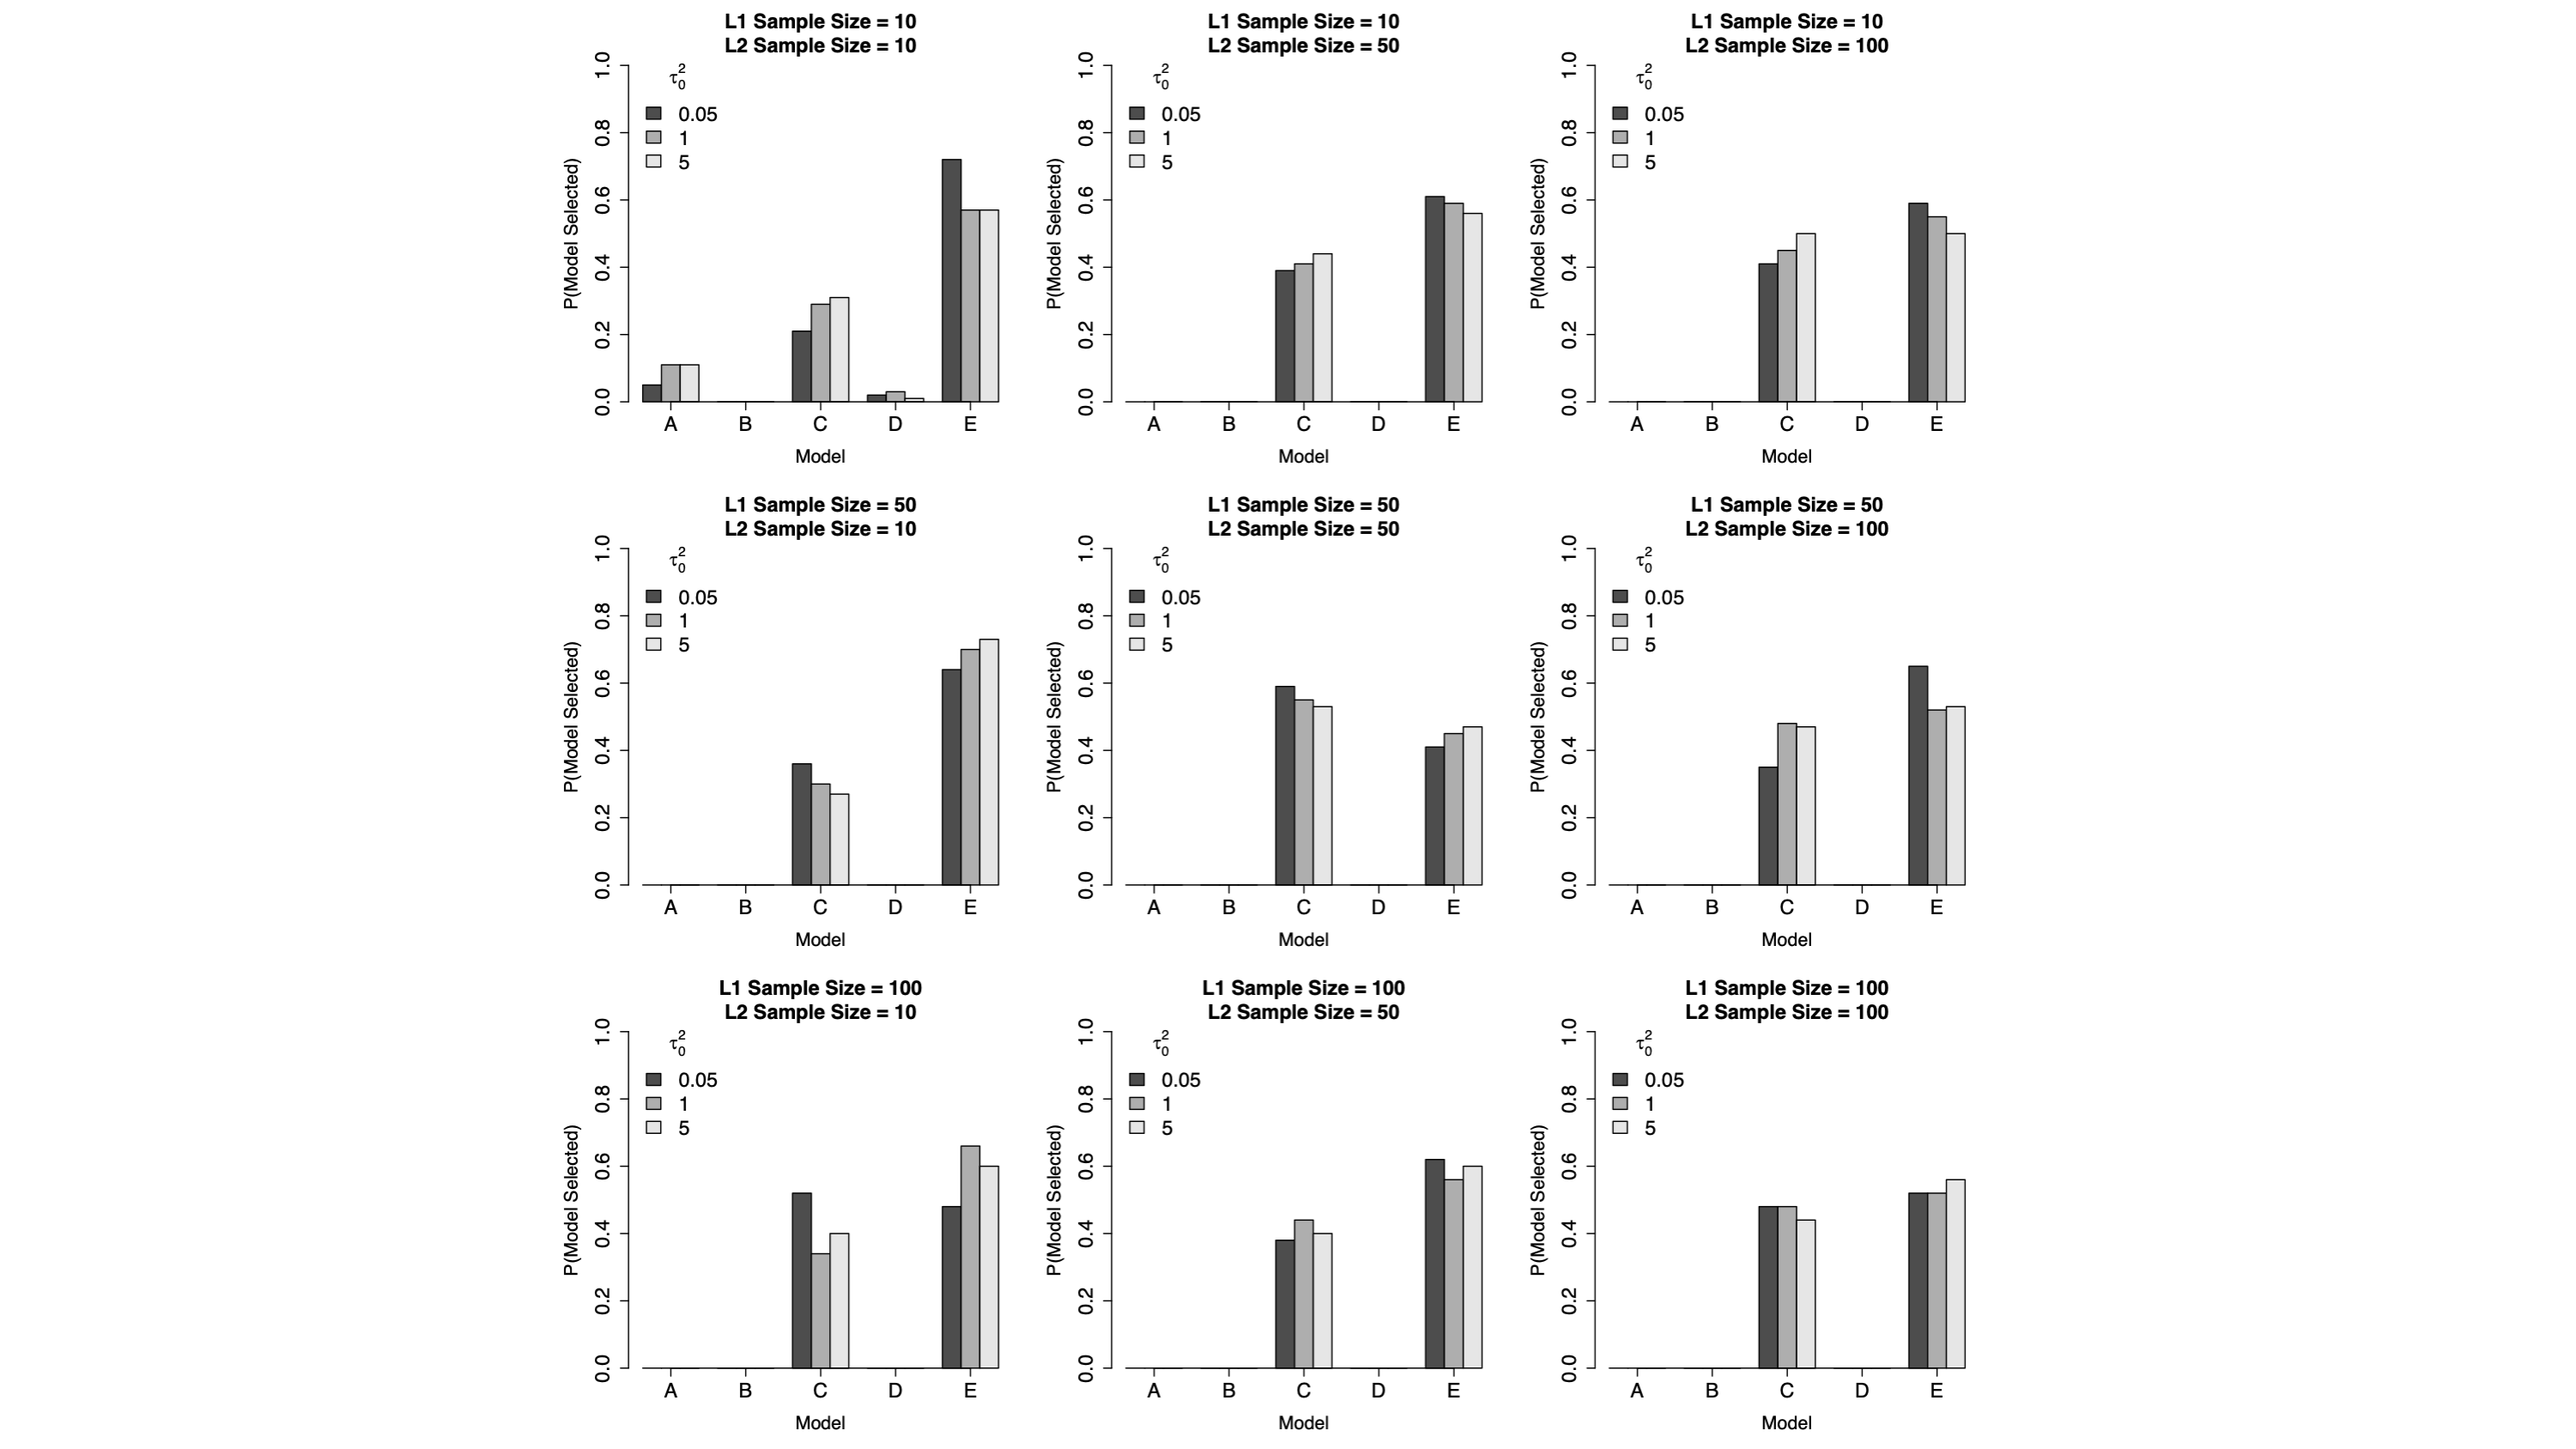 L1 Sample Size = 10
L2 Sample Size = 10
τ₀²
0.05
1
5
P(Model Selected)
0.0 0.2 0.4 0.6 0.8 1.0
A B C D E
Model
L1 Sample Size = 10
L2 Sample Size = 50
τ₀²
0.05
1
5
P(Model Selected)
0.0 0.2 0.4 0.6 0.8 1.0
A B C D E
Model
L1 Sample Size = 10
L2 Sample Size = 100
τ₀²
0.05
1
5
P(Model Selected)
0.0 0.2 0.4 0.6 0.8 1.0
A B C D E
Model
L1 Sample Size = 50
L2 Sample Size = 10
τ₀²
0.05
1
5
P(Model Selected)
0.0 0.2 0.4 0.6 0.8 1.0
A B C D E
Model
L1 Sample Size = 50
L2 Sample Size = 50
τ₀²
0.05
1
5
P(Model Selected)
0.0 0.2 0.4 0.6 0.8 1.0
A B C D E
Model
L1 Sample Size = 50
L2 Sample Size = 100
τ₀²
0.05
1
5
P(Model Selected)
0.0 0.2 0.4 0.6 0.8 1.0
A B C D E
Model
L1 Sample Size = 100
L2 Sample Size = 10
τ₀²
0.05
1
5
P(Model Selected)
0.0 0.2 0.4 0.6 0.8 1.0
A B C D E
Model
L1 Sample Size = 100
L2 Sample Size = 50
τ₀²
0.05
1
5
P(Model Selected)
0.0 0.2 0.4 0.6 0.8 1.0
A B C D E
Model
L1 Sample Size = 100
L2 Sample Size = 100
τ₀²
0.05
1
5
P(Model Selected)
0.0 0.2 0.4 0.6 0.8 1.0
A B C D E
Model